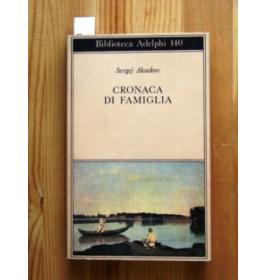 Biblioteca Adelphi 140
Sergej Aksakov
CRONACA
DI FAMIGLIA